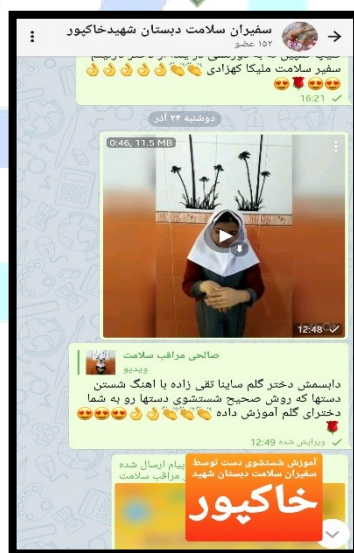 سفیران سلامت دبستان شهیدخاکپور
۱۵۲ عضو
سفیر سلامت ملیکا کهزادی 👏👏👌👌👌👌👌
😍😍🌹😍
16:21
دوشنبه ۲۴ آذر
0:46, 11.5 MB
12:48
صالحی مراقب سلامت
ویدیو
دابسمش دختر گلم ساینا تقی زاده با اهنگ شستن
دستها که روش صحیح شستشوی دستها رو به شما
دخترای گلم آموزش داده
🌹
ویرایش شده 12:49
پیام ارسال شده
مراقب سلامت
آموزش شستشوی دست توسط
سفیران سلامت دبستان شهید
خاکپور